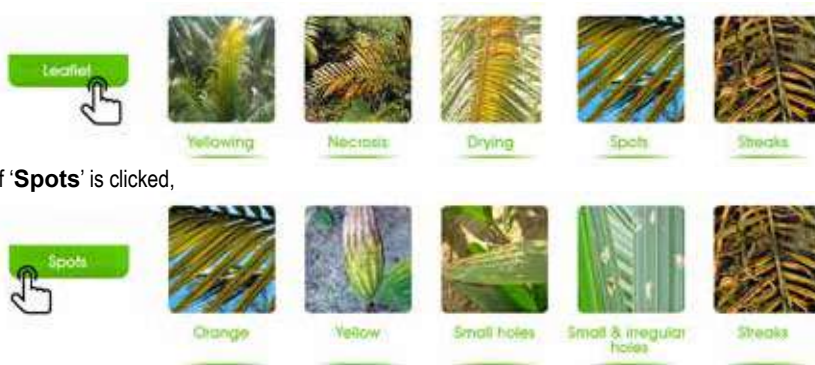 Leaflet
Yellowing Necrosis Drying Spots Streaks
f ‘Spots’ is clicked,
Spots
Orange Yellow Small holes Small & irregular holes Streaks